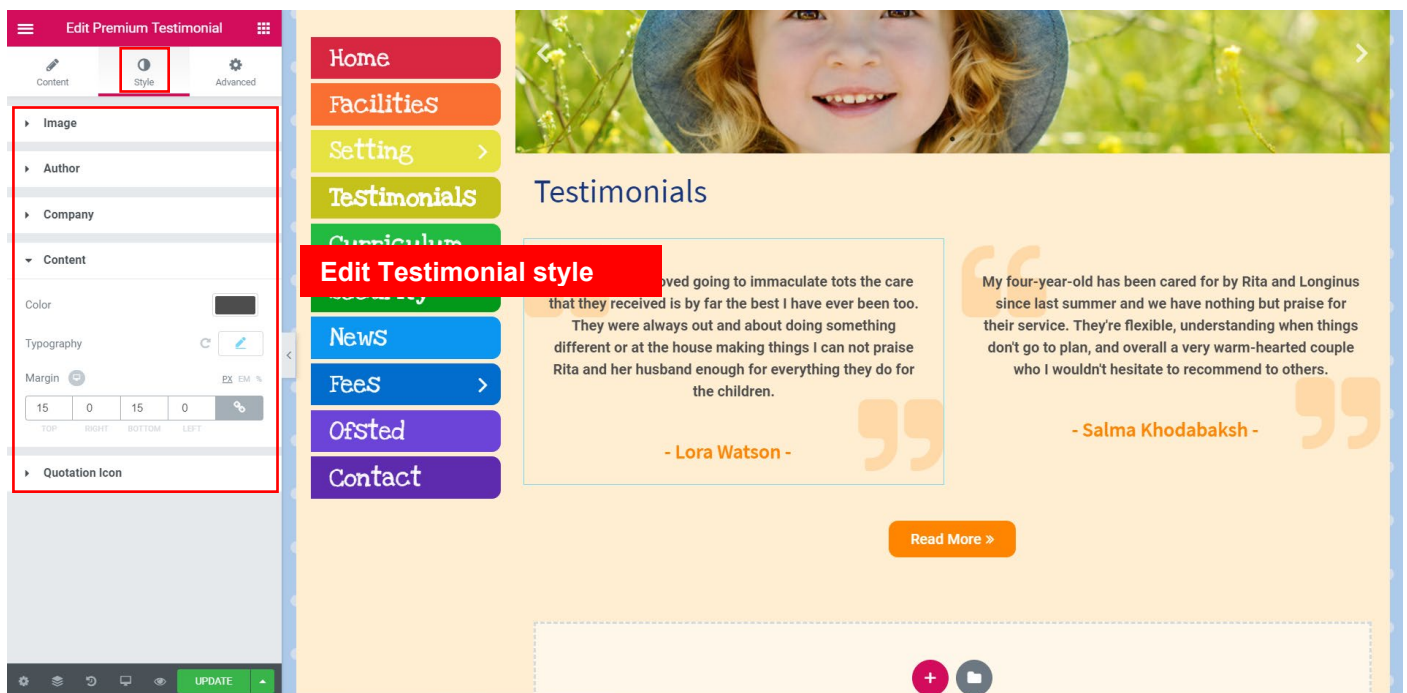 Edit Premium Testimonial
Content
Style
Advanced
Image
Author
Company
Content
Color
Typography
Margin
PX EM %
15 0 15 0
TOP RIGHT BOTTOM LEFT
Quotation Icon
UPDATE
Home
Facilities
Setting
Testimonials
Curriculum
Security
News
Fees
Ofsted
Contact
Edit Testimonial style
Testimonials
going to immaculate tots the care
that they received is by far the best I have ever been too.
They were always out and about doing something
different or at the house making things I can not praise
Rita and her husband enough for everything they do for
the children.
- Lora Watson -
My four-year-old has been cared for by Rita and Longinus
since last summer and we have nothing but praise for
their service. They're flexible, understanding when things
don't go to plan, and overall a very warm-hearted couple
who I wouldn't hesitate to recommend to others.
- Salma Khodabaksh -
Read More »